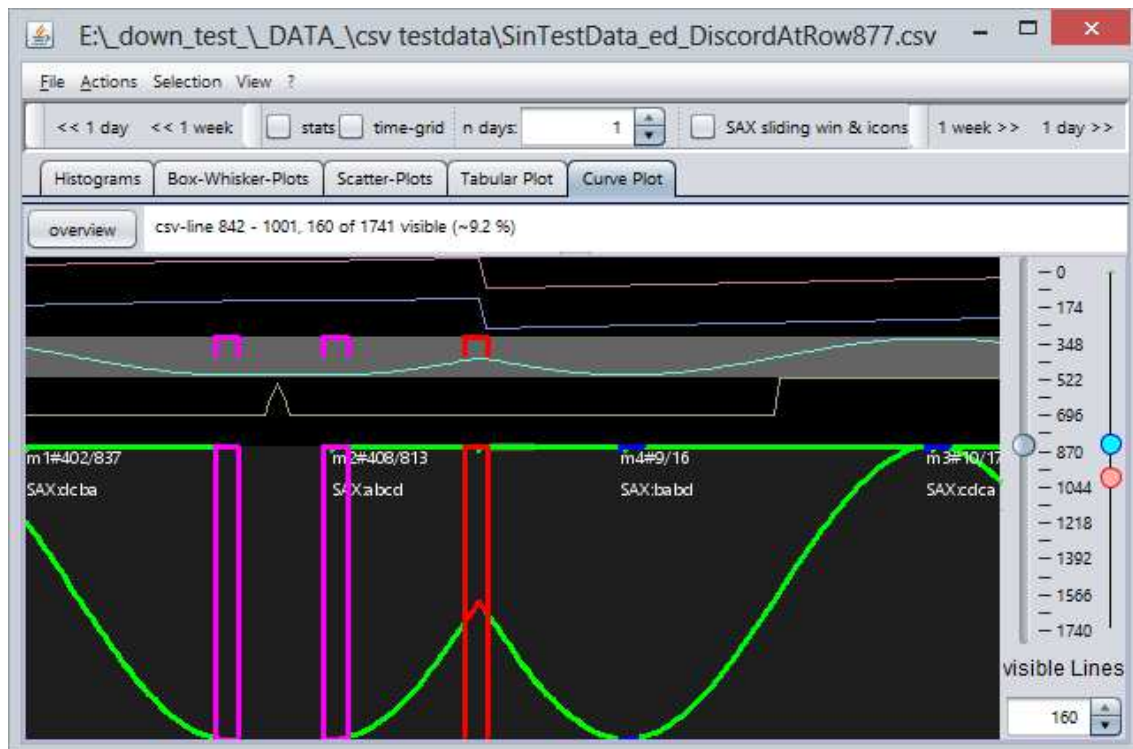 E:\_down_test_\_DATA_\csv testdata\SinTestData_ed_DiscordAtRow877.csv
File Actions Selection View ?
<< 1 day << 1 week stats time-grid n days: 1 SAX sliding win & icons 1 week >> 1 day >>
Histograms Box-Whisker-Plots Scatter-Plots Tabular Plot Curve Plot
overview csv-line 842 - 1001, 160 of 1741 visible (~9.2 %)
0
174
348
522
696
870
1044
1218
1392
1566
1740
m1#402/837 m2#408/813 m4#9/16 m3#10/17
SAX:dcba SAX:abcd SAX:babd SAX:cdca
visible Lines
160